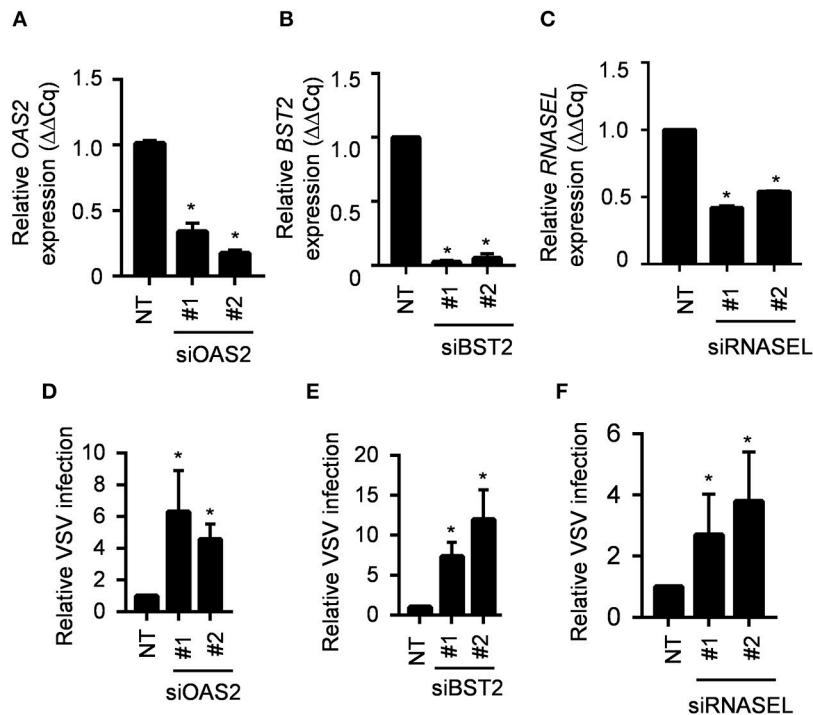 A
Relative OAS2
expression (ΔΔCq)
1.5
1.0
0.5
0
*
*
NT
#1
#2
siOAS2
B
Relative BST2
expression (ΔΔCq)
1.5
1.0
0.5
0
*
*
NT
#1
#2
siBST2
C
Relative RNASEL
expression (ΔΔCq)
1.5
1.0
0.5
0
*
*
NT
#1
#2
siRNASEL
D
Relative VSV infection
10
8
6
4
2
0
*
*
NT
#1
#2
siOAS2
E
Relative VSV infection
20
15
10
5
0
*
*
NT
#1
#2
siBST2
F
Relative VSV infection
6
4
2
0
*
*
NT
#1
#2
siRNASEL